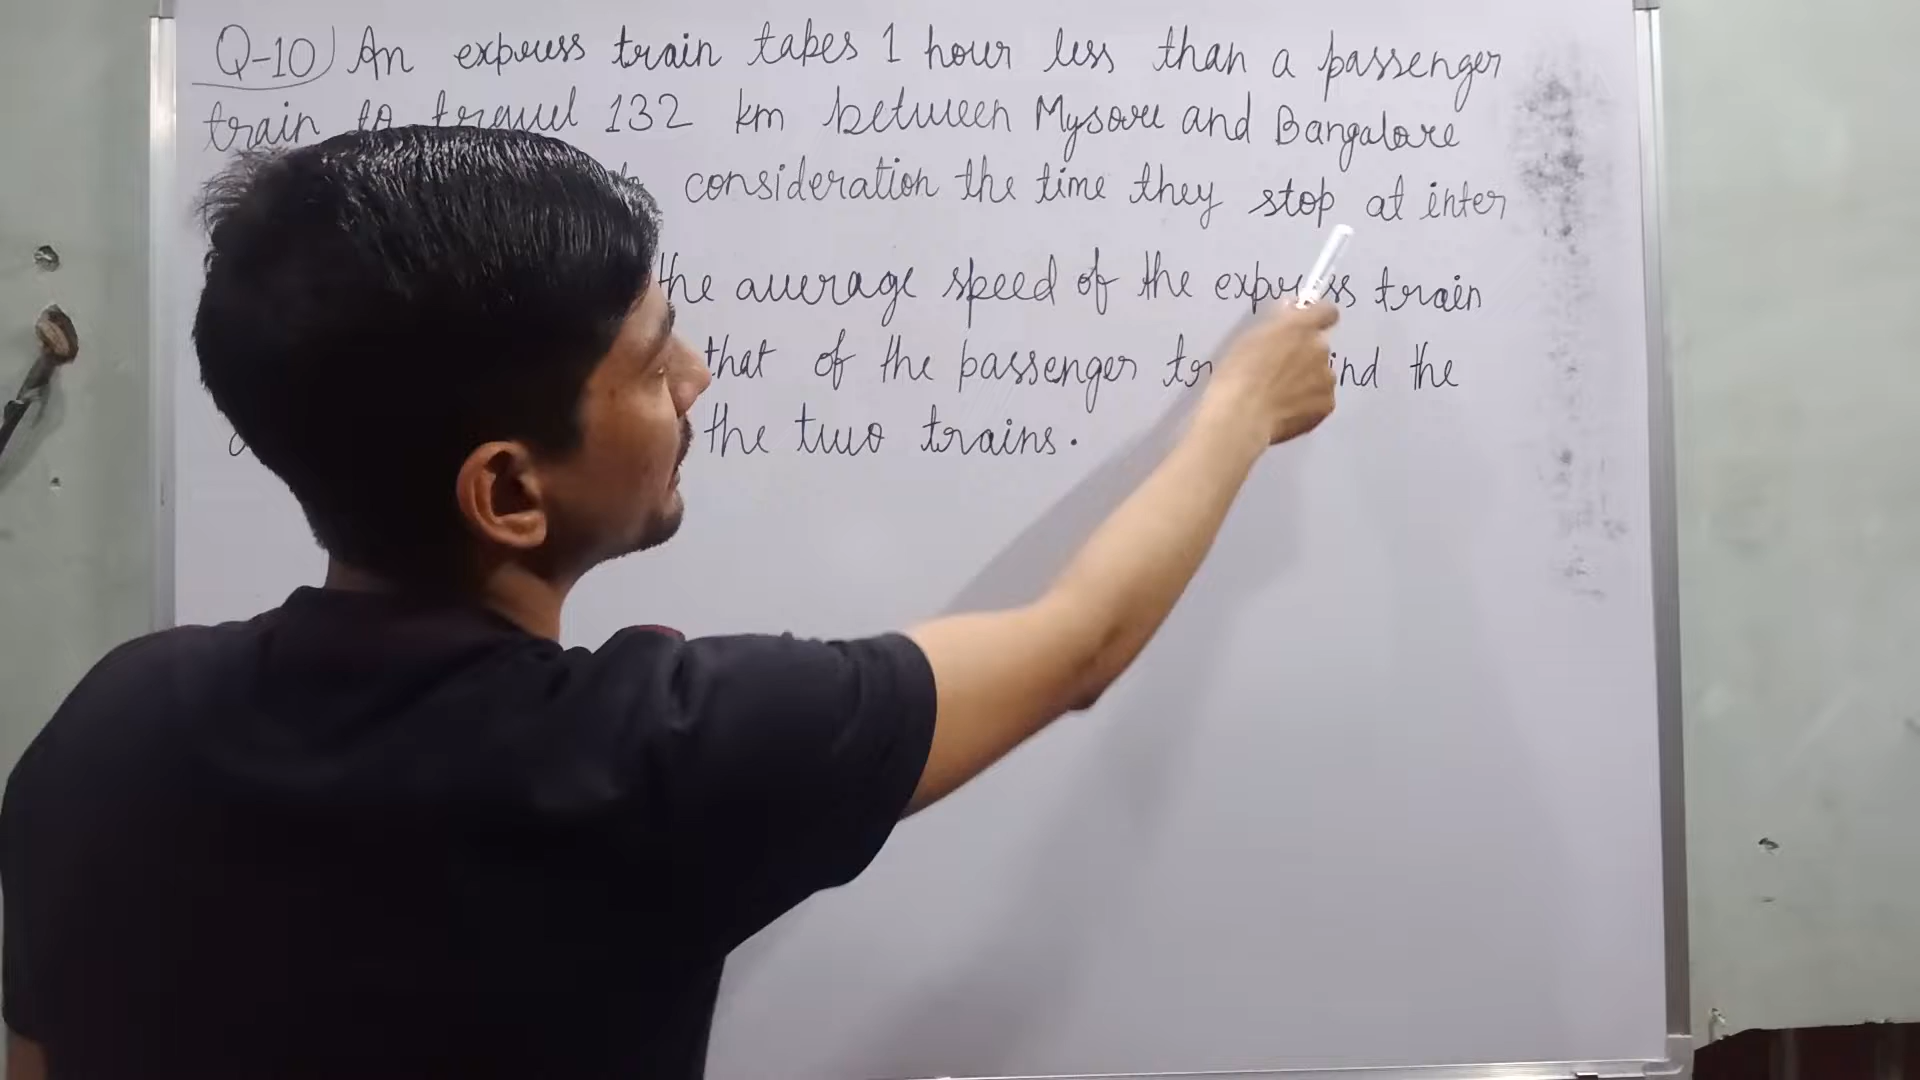 Q-10) An express train takes 1 hour less than a passenger
train to travel 132 km between Mysore and Bangalore
consideration the time they stop at inter
the average speed of the express train
that of the passenger the
the two trains.